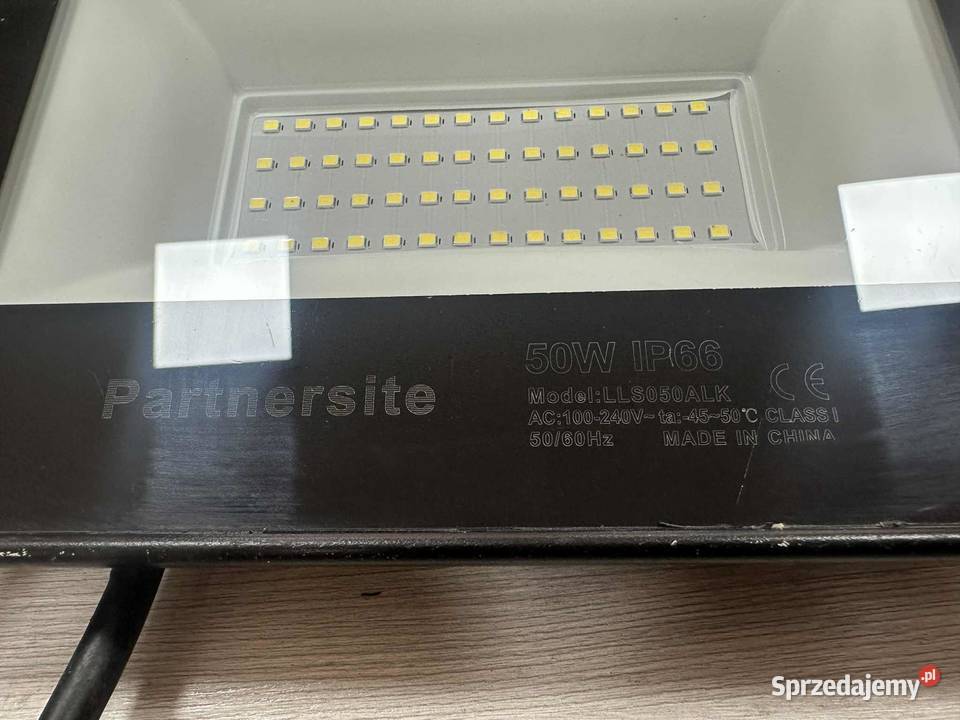 Partnersite
50W IP66
Model:LLS050ALK
AC:100-240V~ ta:-45~50℃ CLASS I
50/60Hz MADE IN CHINA
CE
Sprzedajemy.pl